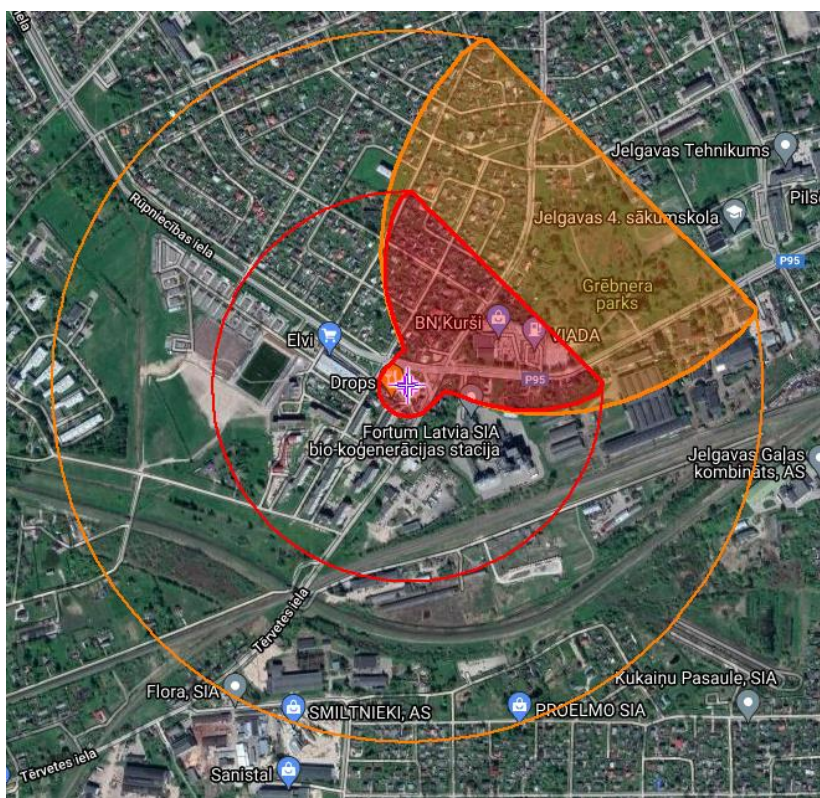 iela
Jelgavas Tehnikums
Pils
Rūpniecības iela
Jelgavas 4. sākumskola
P95
Grēbnera
parks
BN Kurši
VIADA
Elvi
Drops
P95
Fortum Latvia SIA
bio-koģenerācijas stacija
Jelgavas Gaļas
kombināts, AS
Tērvetes iela
Flora, SIA
Kukaiņu Pasaule, SIA
SMILTNIEKI, AS
PROELMO SIA
Tērvetes iela
Sanistal